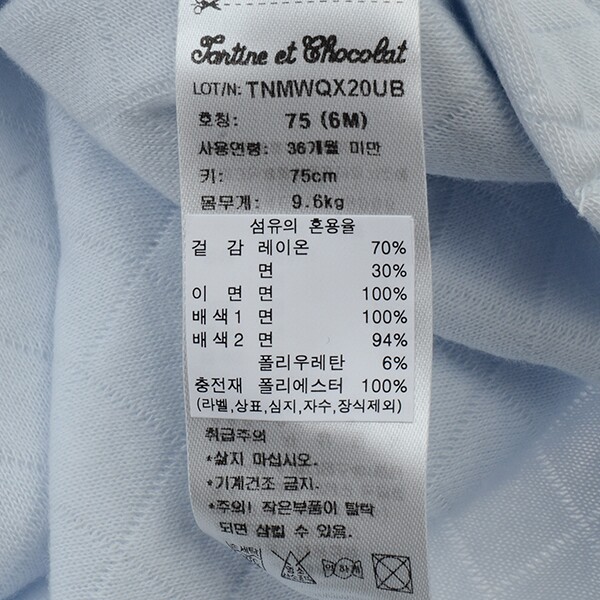 Tartine et Chocolat
LOT/N: TNMWQX20UB
호칭: 75 (6M)
사용연령: 36개월 미만
키: 75cm
몸무게: 9.6kg
섬유의 혼용율
겉 감 레이온 70%
면 30%
이 면 면 100%
배색1 면 100%
배색2 면 94%
폴리우레탄 6%
충전재 폴리에스터 100%
(라벨,상표,심지,자수,장식제외)
취급주의
*삶지 마십시오.
*기계건조 금지.
*주의! 작은부품이 탈락
되면 삼킬 수 있음.
염소